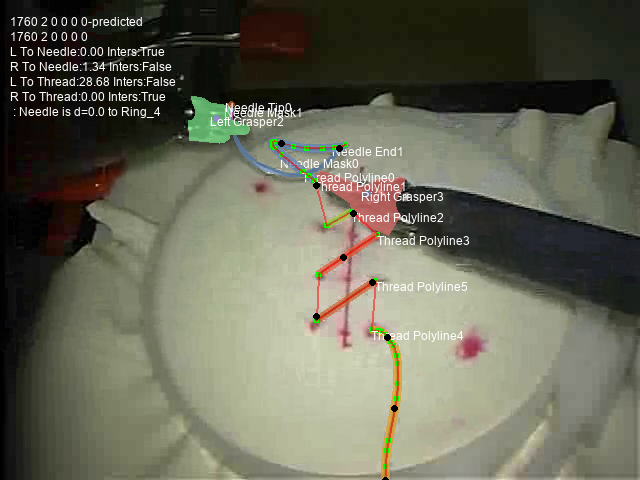 1760 2 0 0 0 0-predicted
1760 2 0 0 0 0
L To Needle:0.00 Inters:True
R To Needle:1.34 Inters:False
L To Thread:28.68 Inters:False
R To Thread:0.00 Inters:True
: Needle is d=0.0 to Ring_4
Needle Tip0
Needle Mask1
Left Grasper2
Needle End1
Needle Mask0
Thread Polyline0
Thread Polyline1
Right Grasper3
Thread Polyline2
Thread Polyline3
Thread Polyline5
Thread Polyline4